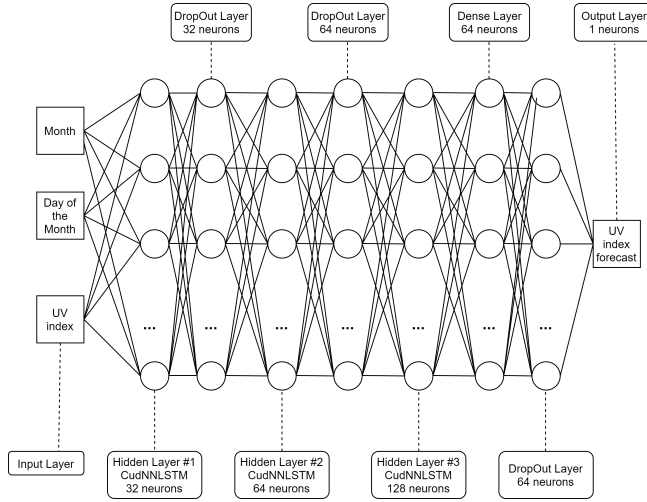 DropOut Layer
32 neurons
DropOut Layer
64 neurons
Dense Layer
64 neurons
Output Layer
1 neurons
Month
Day of
the
Month
UV
index
UV
index
forecast
...
...
...
...
...
...
...
Input Layer
Hidden Layer #1
CudNNLSTM
32 neurons
Hidden Layer #2
CudNNLSTM
64 neurons
Hidden Layer #3
CudNNLSTM
128 neurons
DropOut Layer
64 neurons